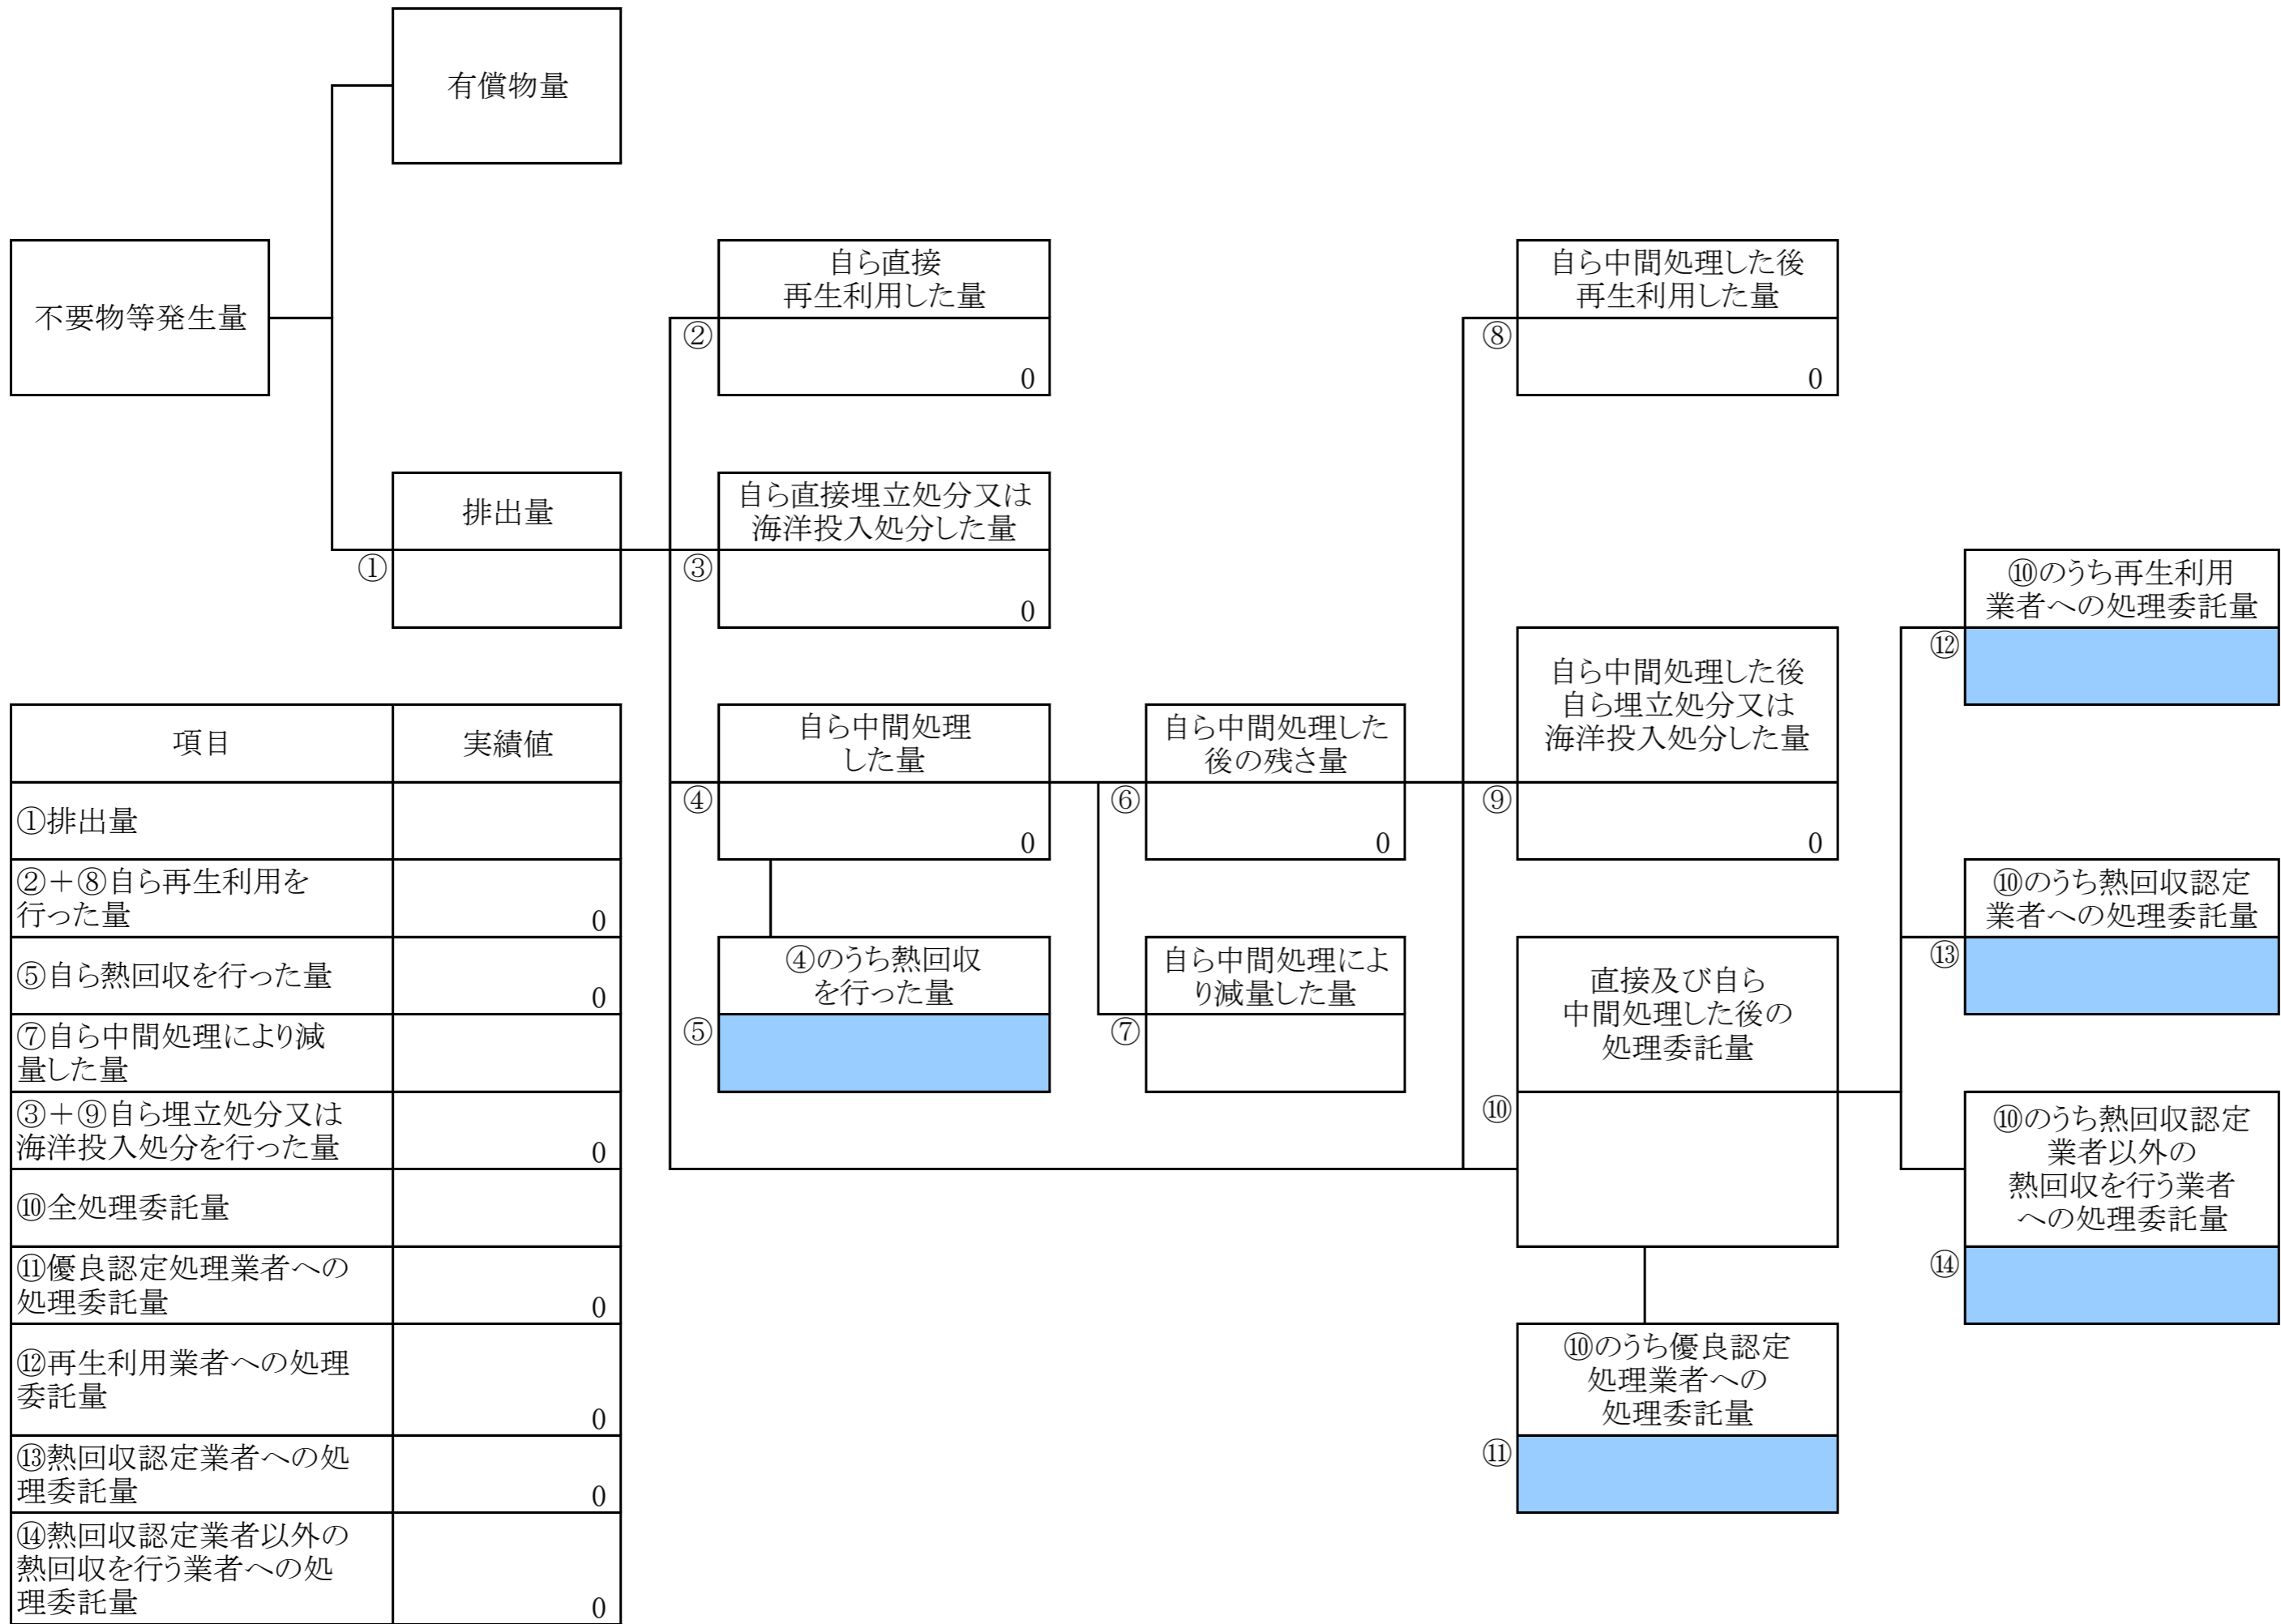 有償物量
不要物等発生量
自ら直接
再生利用した量
②
0
自ら中間処理した後
再生利用した量
⑧
0
排出量
①
自ら直接埋立処分又は
海洋投入処分した量
③
0
⑩のうち再生利用
業者への処理委託量
⑫
自ら中間処理
した量
④
0
自ら中間処理した
後の残さ量
⑥
0
自ら中間処理した後
自ら埋立処分又は
海洋投入処分した量
⑨
0
⑩のうち熱回収認定
業者への処理委託量
⑬
④のうち熱回収
を行った量
⑤
自ら中間処理によ
り減量した量
⑦
直接及び自ら
中間処理した後の
処理委託量
⑩
⑩のうち熱回収認定
業者以外の
熱回収を行う業者
への処理委託量
⑭
⑩のうち優良認定
処理業者への
処理委託量
⑪
項目
実績値
①排出量
②+⑧自ら再生利用を
行った量
0
⑤自ら熱回収を行った量
0
⑦自ら中間処理により減
量した量
③+⑨自ら埋立処分又は
海洋投入処分を行った量
0
⑩全処理委託量
⑪優良認定処理業者への
処理委託量
0
⑫再生利用業者への処理
委託量
0
⑬熱回収認定業者への処
理委託量
0
⑭熱回収認定業者以外の
熱回収を行う業者への処
理委託量
0